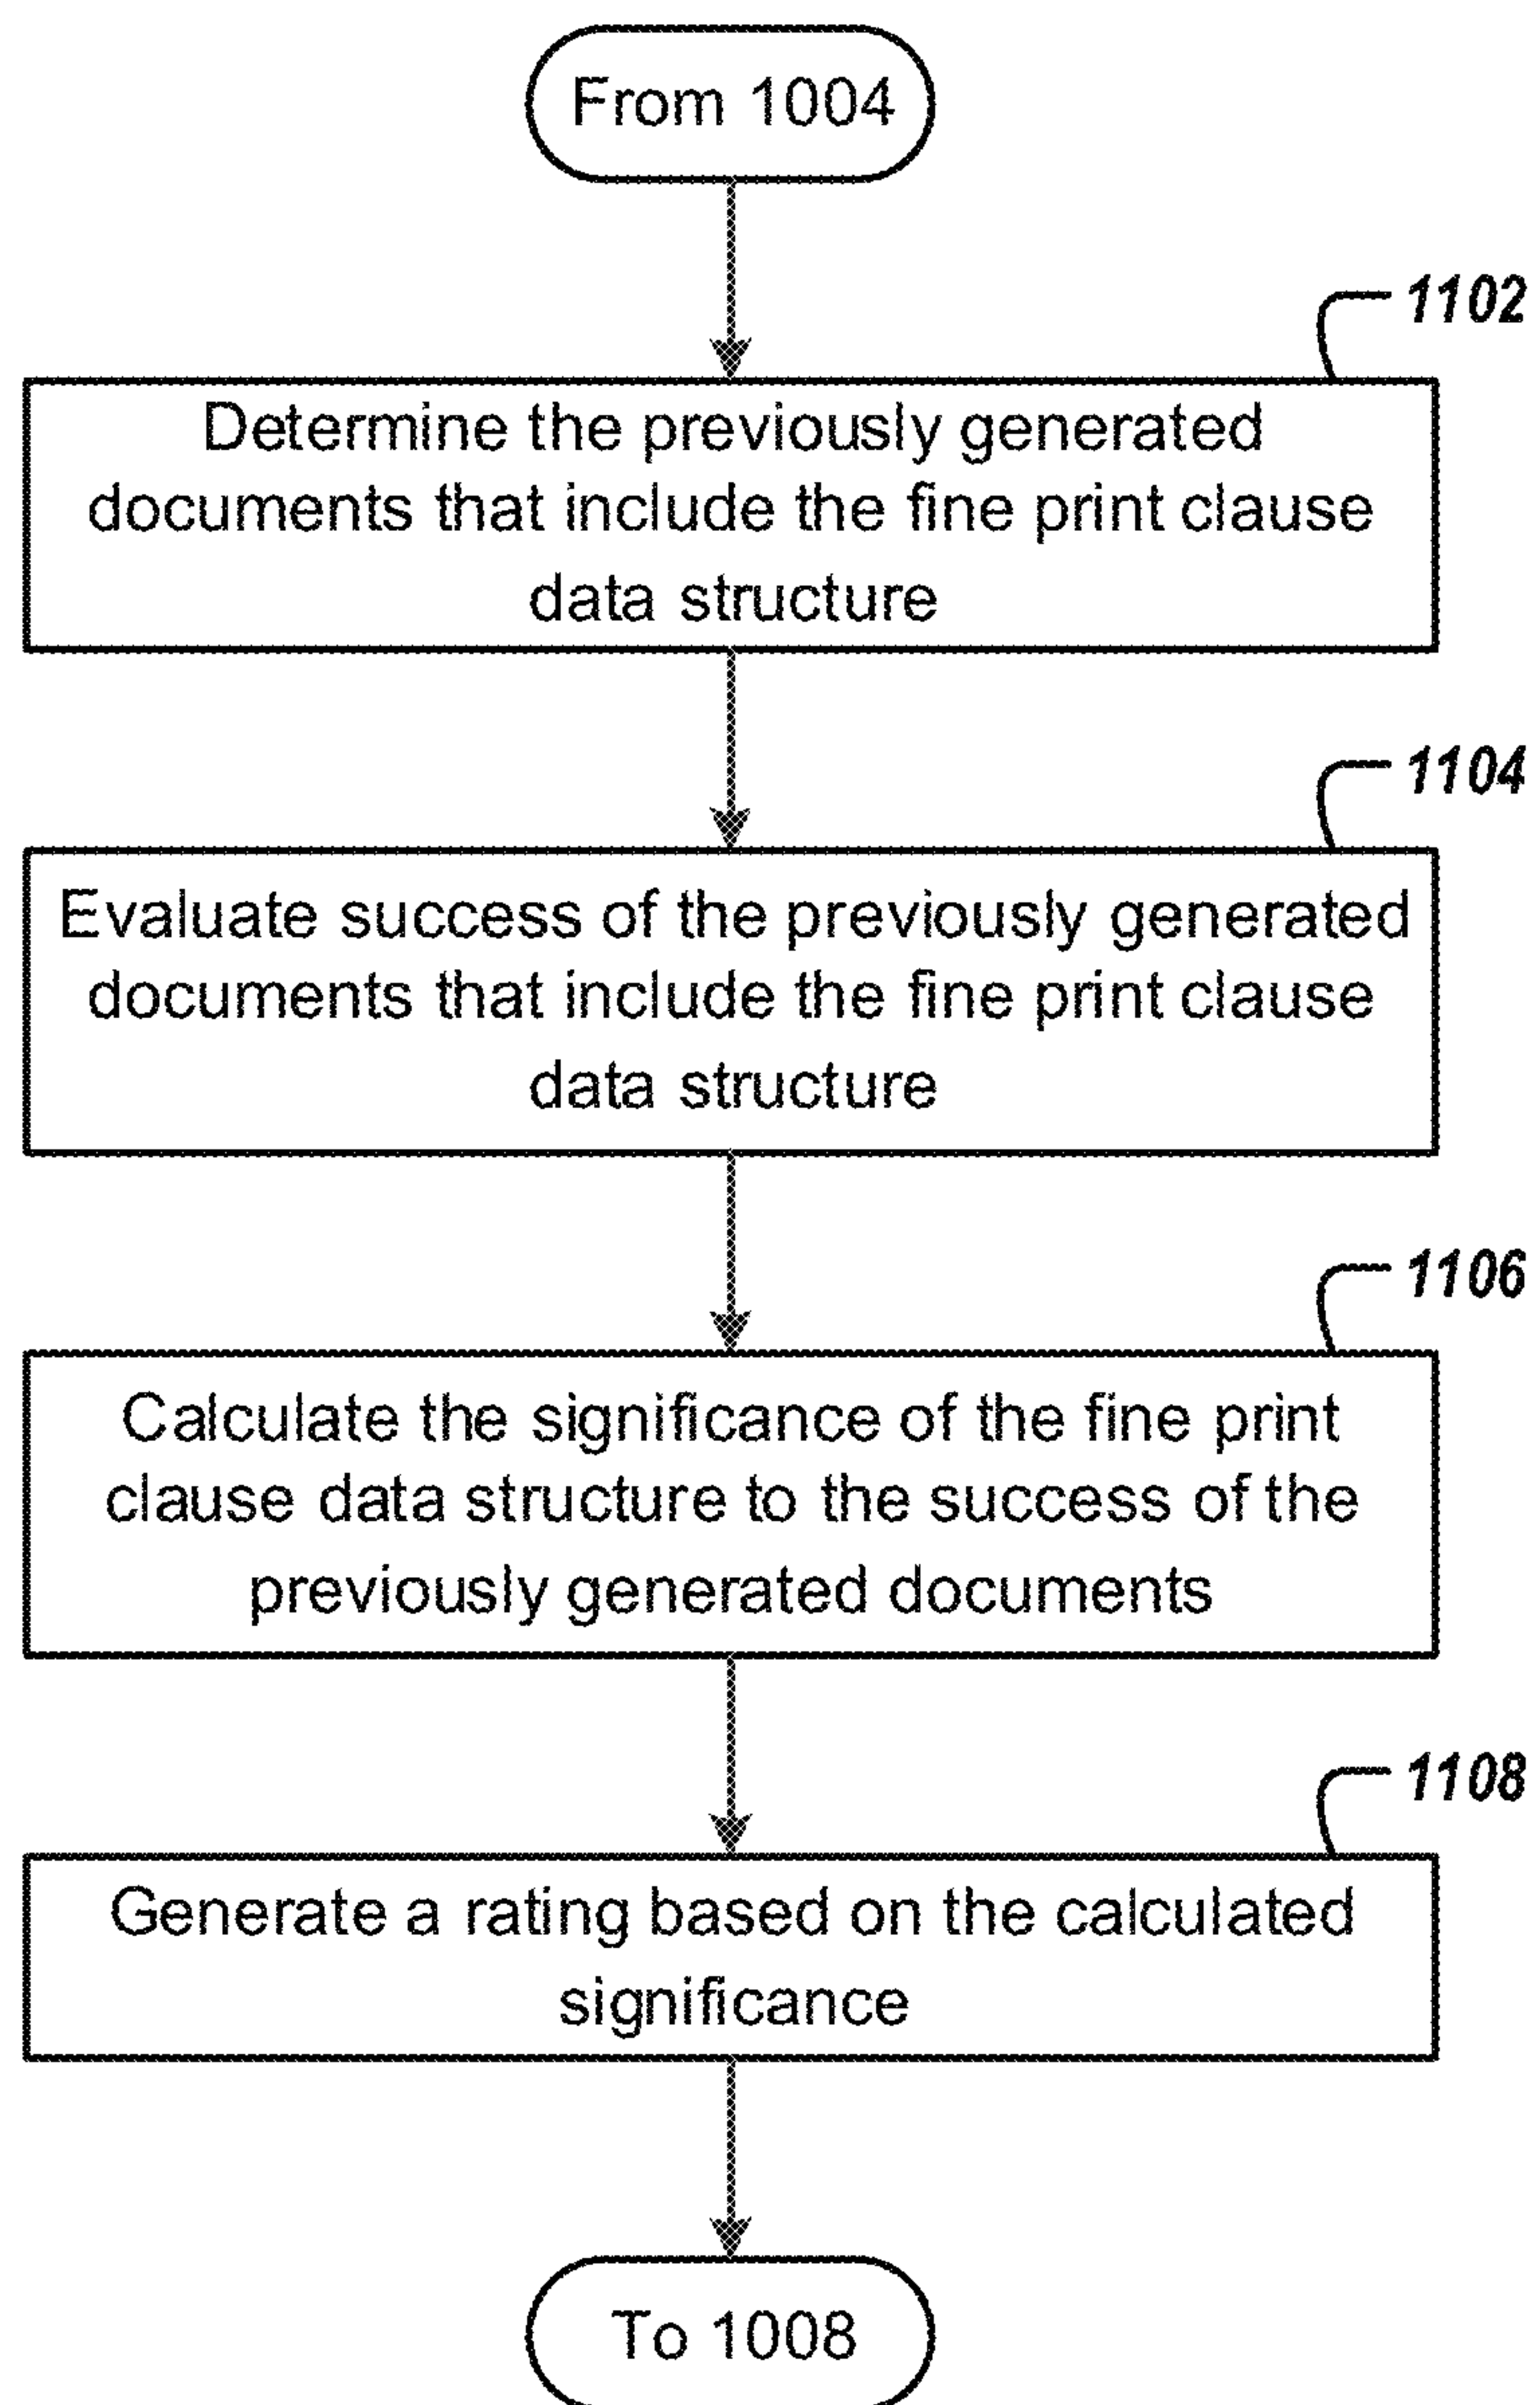 From 1004
1102
Determine the previously generated
documents that include the fine print clause
data structure
1104
Evaluate success of the previously generated
documents that include the fine print clause
data structure
1106
Calculate the significance of the fine print
clause data structure to the success of the
previously generated documents
1108
Generate a rating based on the calculated
significance
To 1008